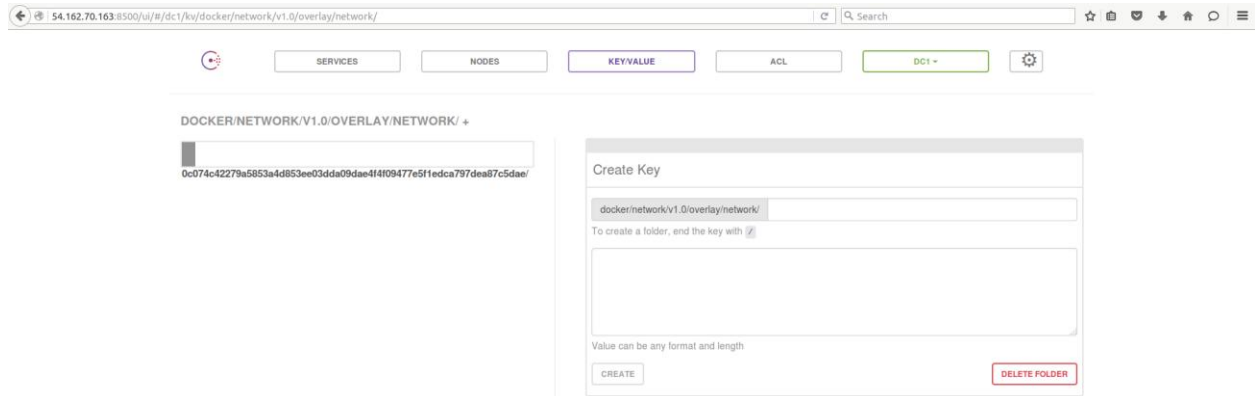 54.162.70.163:8500/ui/#/dc1/kv/docker/network/v1.0/overlay/network/
Search
SERVICES
NODES
KEY/VALUE
ACL
DC1
DOCKER/NETWORK/V1.0/OVERLAY/NETWORK/ +
0c074c42279a5853a4d853ee03dda09dae4f4f09477e5f1edca797dea87c5dae/
Create Key
docker/network/v1.0/overlay/network/
To create a folder, end the key with /
Value can be any format and length
CREATE
DELETE FOLDER